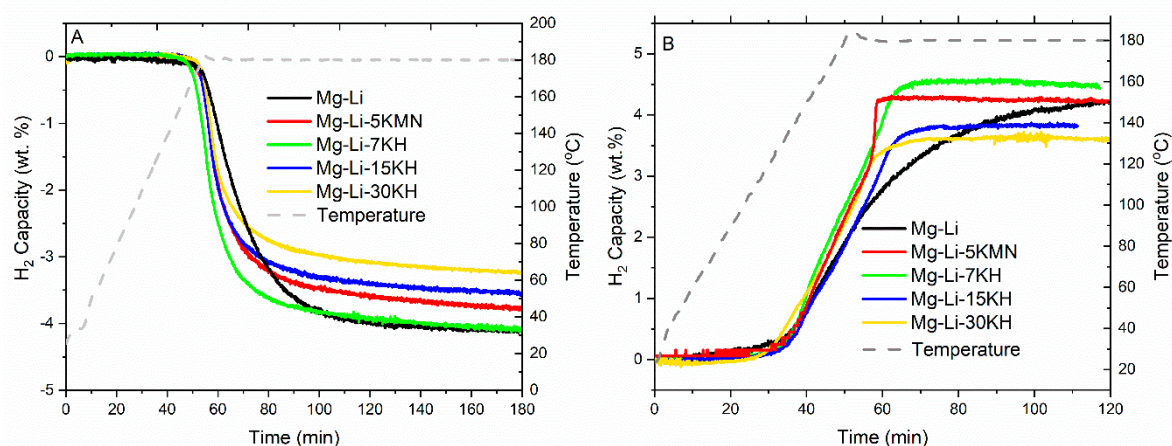 A
0
-1
-2
-3
-4
-5
H₂ Capacity (wt. %)
0 20 40 60 80 100 120 140 160 180
Time (min)
200
180
160
140
120
100
80
60
40
20
0
Temperature (°C)
Mg-Li
Mg-Li-5KMN
Mg-Li-7KH
Mg-Li-15KH
Mg-Li-30KH
Temperature
B
5
4
3
2
1
0
H₂ Capacity (wt.%)
0 20 40 60 80 100 120
Time (min)
180
160
140
120
100
80
60
40
20
Temperature (°C)
Mg-Li
Mg-Li-5KMN
Mg-Li-7KH
Mg-Li-15KH
Mg-Li-30KH
Temperature